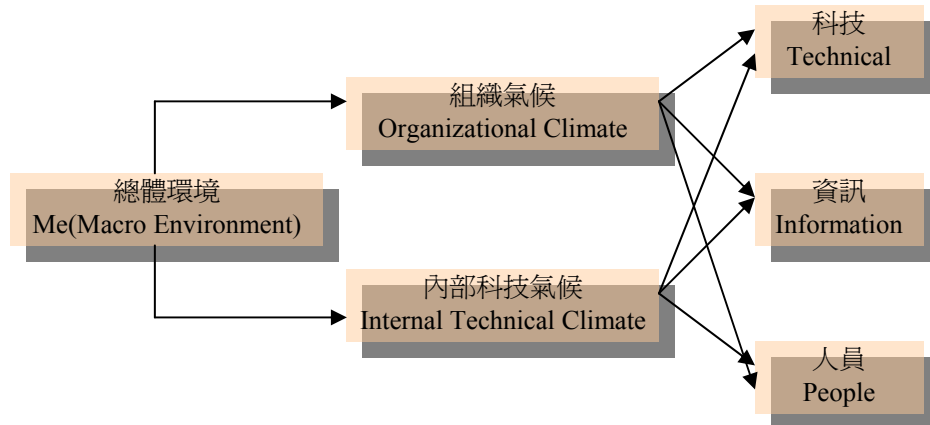 科技
Technical
組織氣候
Organizational Climate
總體環境
Me(Macro Environment)
資訊
Information
內部科技氣候
Internal Technical Climate
人員
People